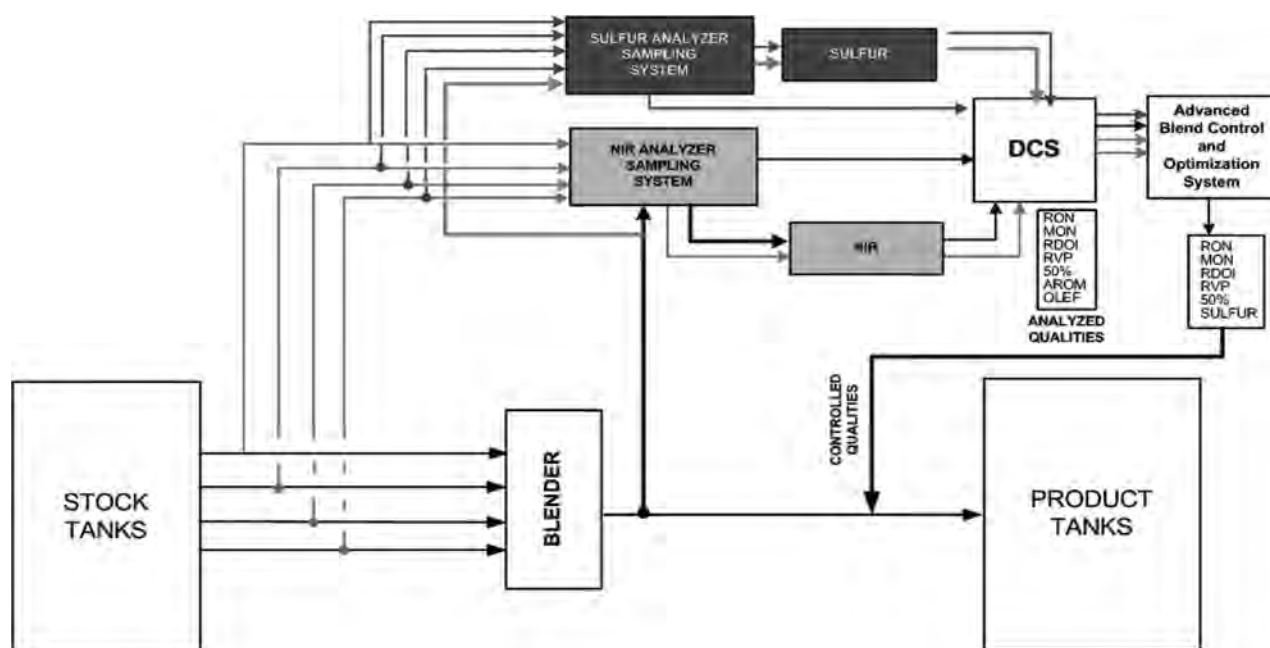 SULFUR ANALYZER
SAMPLING
SYSTEM
SULFUR
NIR ANALYZER
SAMPLING
SYSTEM
NIR
DCS
Advanced
Blend Control
and
Optimization
System
RON
MON
RDOI
RVP
50%
AROM
OLEF
ANALYZED
QUALITIES
RON
MON
RDOI
RVP
50%
SULFUR
CONTROLLED
QUALITIES
STOCK
TANKS
BLENDER
PRODUCT
TANKS